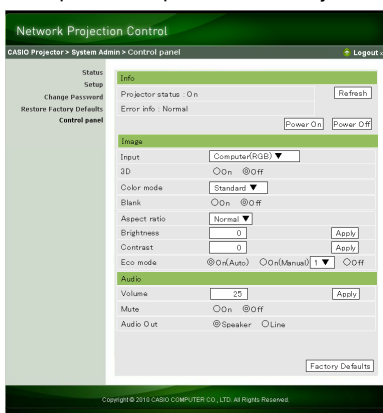 Network Projection Control
CASIO Projector > System Admin > Control panel
Logout >
Status
Setup
Change Password
Restore Factory Defaults
Control panel
Info
Projector status : On
Refresh
Error info : Normal
Power On Power Off
Image
Input Computer(RGB) ▼
3D On Off
Color mode Standard ▼
Blank On Off
Aspect ratio Normal ▼
Brightness 0 Apply
Contrast 0 Apply
Eco mode On(Auto) On(Manual) 1 ▼ Off
Audio
Volume 25 Apply
Mute On Off
Audio Out Speaker Line
Factory Defaults
Copyright © 2010 CASIO COMPUTER CO., LTD. All Rights Reserved.